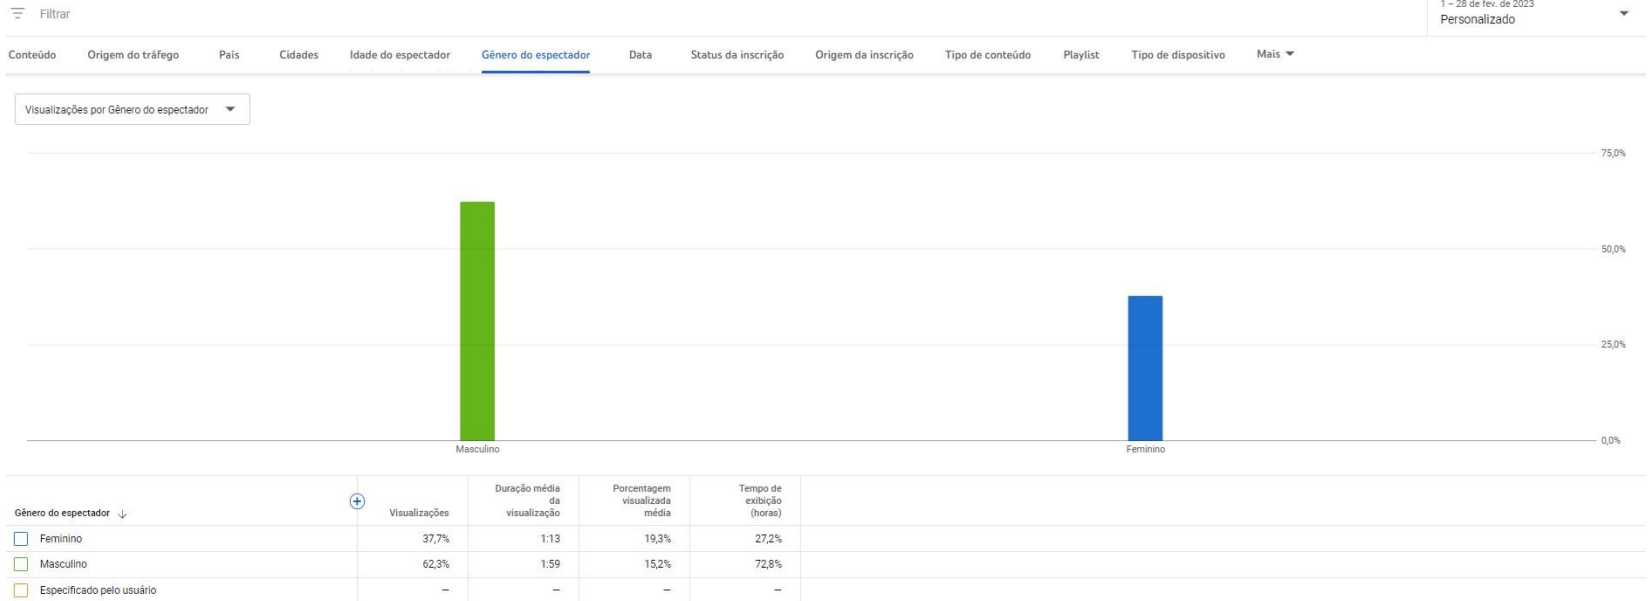 Filtrar
1 – 28 de fev. de 2023
Personalizado
Conteúdo Origem do tráfego País Cidades Idade do espectador Gênero do espectador Data Status da inscrição Origem da inscrição Tipo de conteúdo Playlist Tipo de dispositivo Mais
Visualizações por Gênero do espectador
75,0%
50,0%
25,0%
0,0%
Masculino Feminino
Gênero do espectador
Visualizações
Duração média
da
visualização
Porcentagem
visualizada
média
Tempo de
exibição
(horas)
Feminino 37,7% 1:13 19,3% 27,2%
Masculino 62,3% 1:59 15,2% 72,8%
Especificado pelo usuário – – – –